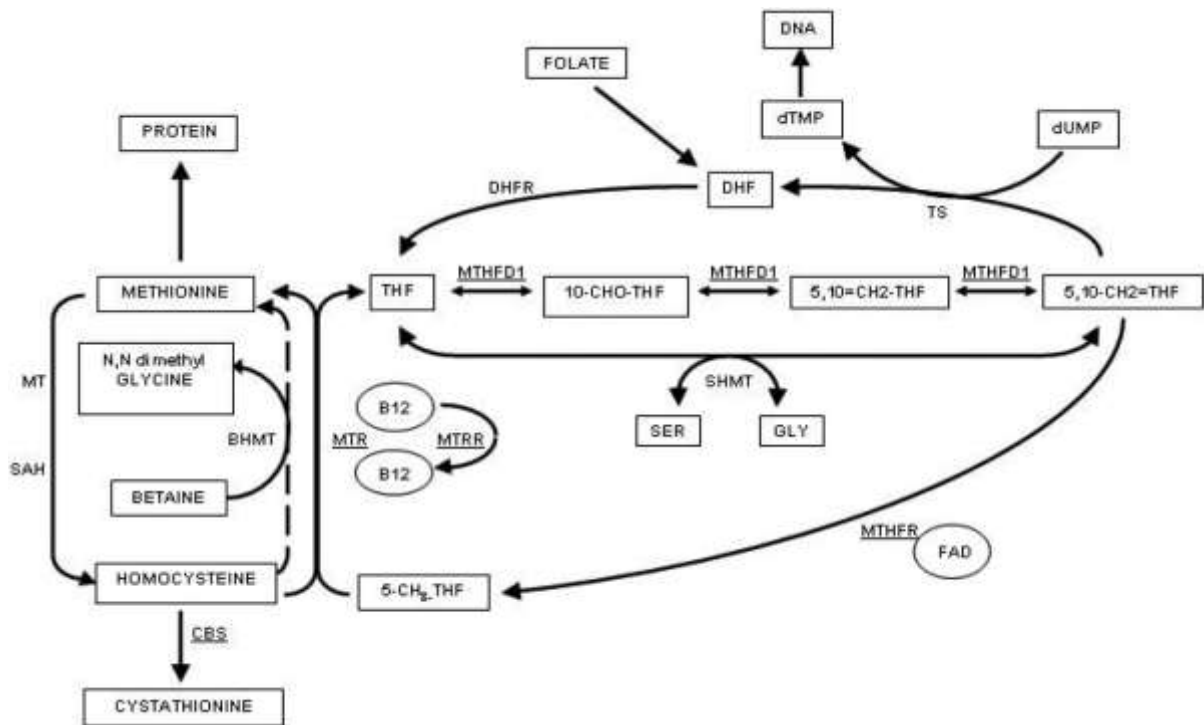 DNA
FOLATE
dTMP
dUMP
PROTEIN
DHFR
DHF
TS
METHIONINE
THF
MTHFD1
10-CHO-THF
MTHFD1
5,10=CH2-THF
MTHFD1
5,10-CH2=THF
MT
N,N dimethyl
GLYCINE
SHMT
B12
SER
GLY
BHMT
MTR
MTRR
SAH
B12
BETAINE
MTHFR
FAD
HOMOCYSTEINE
5-CH3-THF
CBS
CYSTATHIONINE